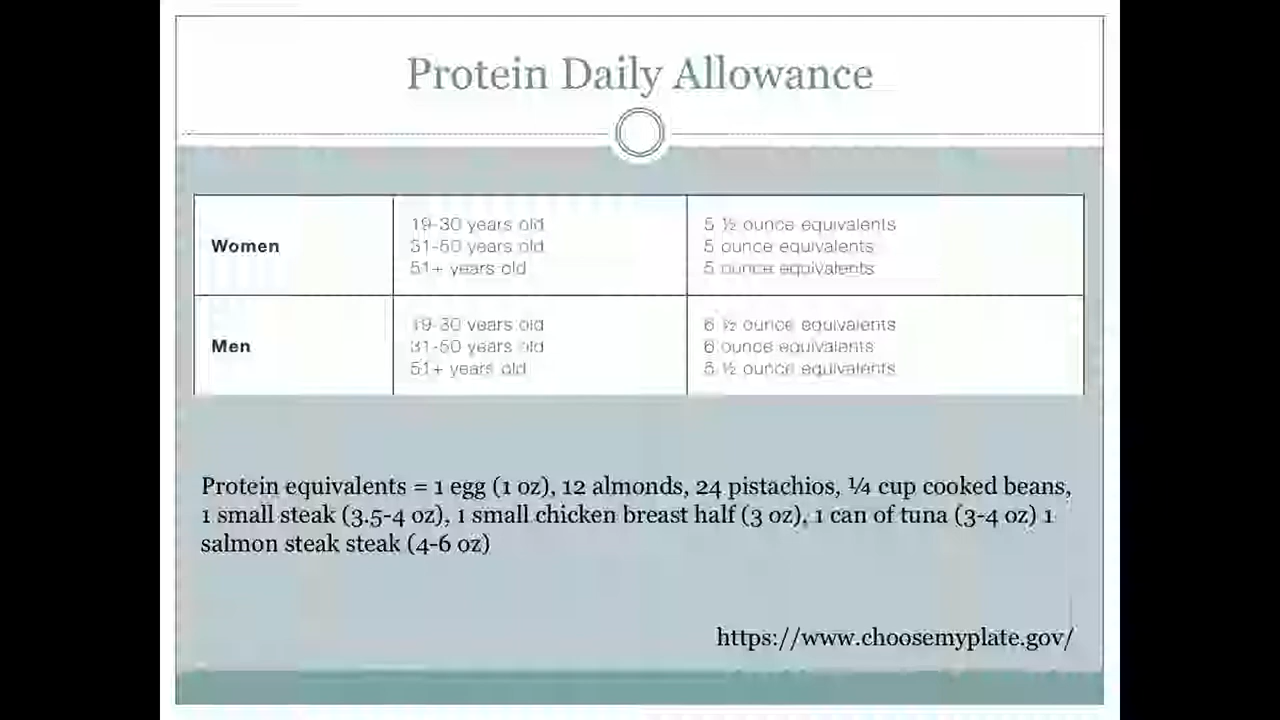 Protein Daily Allowance
Women
19-30 years old
5 ½ ounce equivalents
31-50 years old
5 ounce equivalents
51+ years old
5 ounce equivalents
Men
19-30 years old
6 ½ ounce equivalents
31-50 years old
6 ounce equivalents
51+ years old
½ ounce equivalents
Protein equivalents = 1 egg (1 oz), 12 almonds, 24 pistachios, ¼ cup cooked beans,
1 small steak (3.5-4 oz), 1 small chicken breast half (3 oz), 1 can of tuna (3-4 oz) 1
salmon steak steak (4-6 oz)
https://www.choosemyplate.gov/